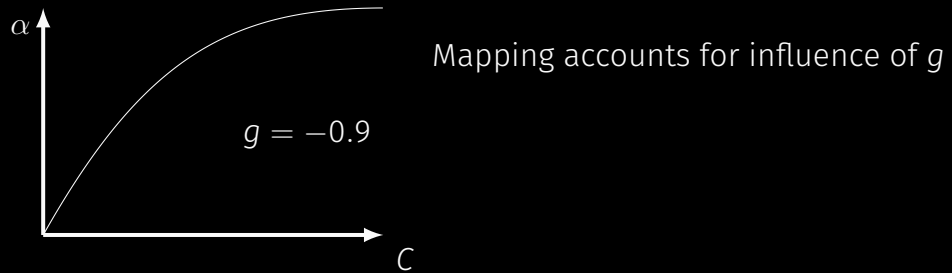 α
Mapping accounts for influence of g
g = −0.9
C